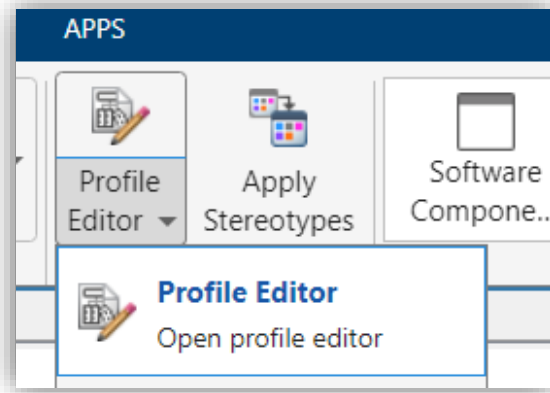 APPS
Profile
Editor
Apply
Stereotypes
Software
Compone...
Profile Editor
Open profile editor